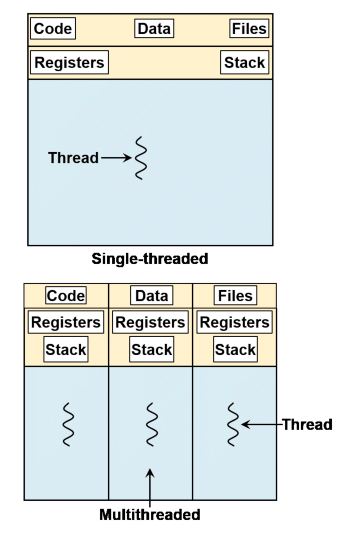 Code Data Files
Registers Stack
Thread
Single-threaded
Code Data Files
Registers Registers Registers
Stack Stack Stack
Thread
Multithreaded